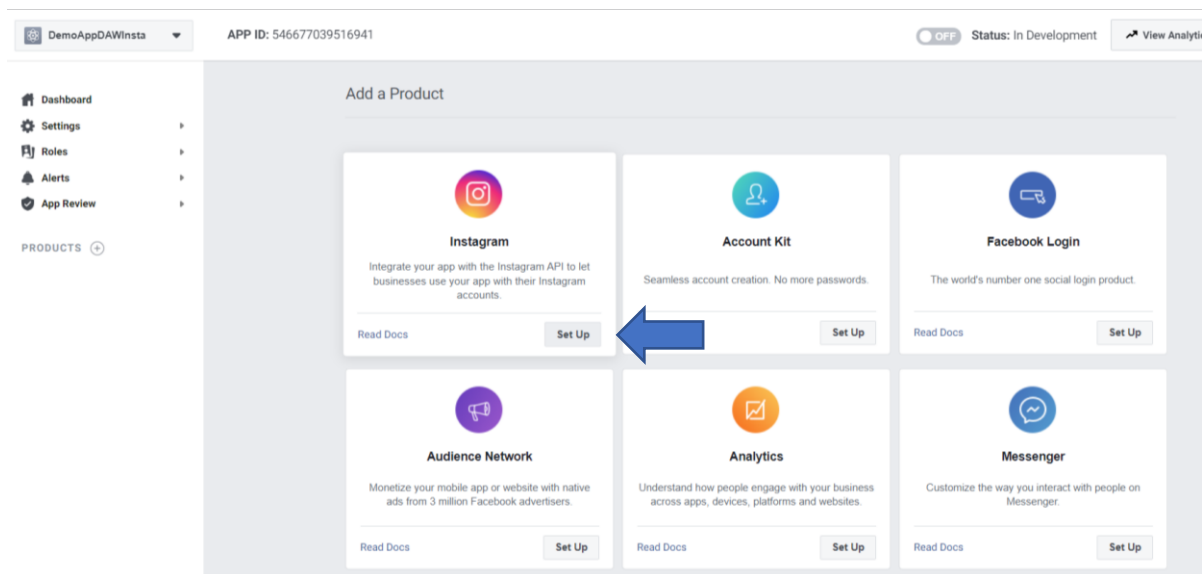 DemoAppDAWInsta
APP ID: 546677039516941
OFF
Status: In Development
View Analytic
Dashboard
Settings
Roles
Alerts
App Review
PRODUCTS
Add a Product
Instagram
Integrate your app with the Instagram API to let
businesses use your app with their Instagram
accounts.
Read Docs
Set Up
Account Kit
Seamless account creation. No more passwords.
Set Up
Facebook Login
The world's number one social login product.
Read Docs
Set Up
Audience Network
Monetize your mobile app or website with native
ads from 3 million Facebook advertisers.
Read Docs
Set Up
Analytics
Understand how people engage with your business
across apps, devices, platforms and websites.
Read Docs
Set Up
Messenger
Customize the way you interact with people on
Messenger.
Read Docs
Set Up